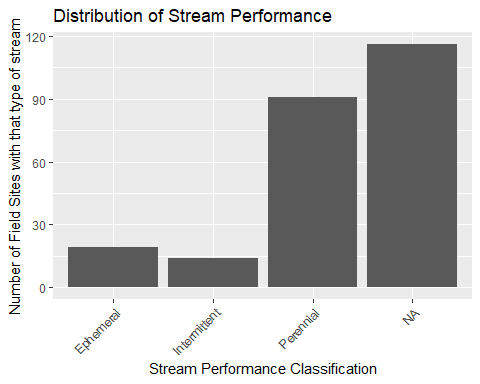 Distribution of Stream Performance
Number of Field Sites with that type of stream
120
90
60
30
0
Ephemeral
Intermittent
Perennial
NA
Stream Performance Classification